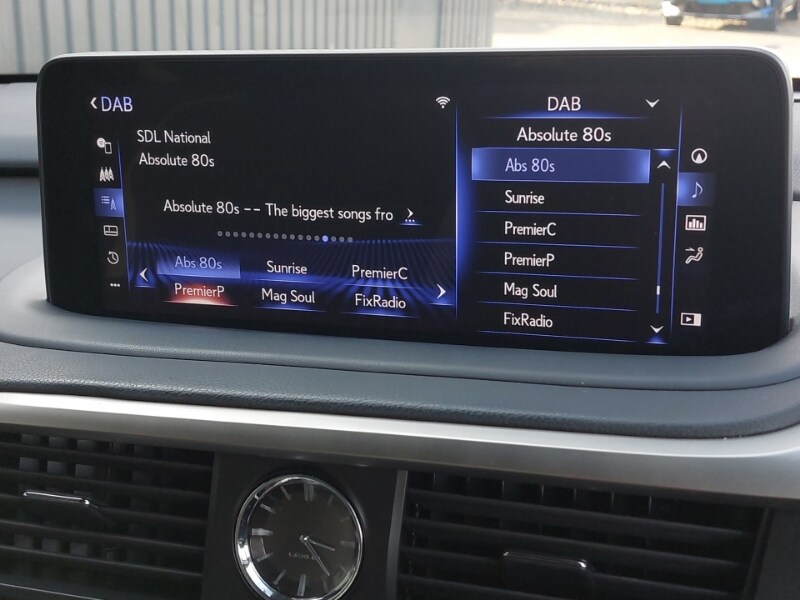 DAB
SDL National
Absolute 80s
Absolute 80s -- The biggest songs fro
Abs 80s Sunrise PremierC
PremierP Mag Soul FixRadio
DAB
Absolute 80s
Abs 80s
Sunrise
PremierC
PremierP
Mag Soul
FixRadio
LEXUS